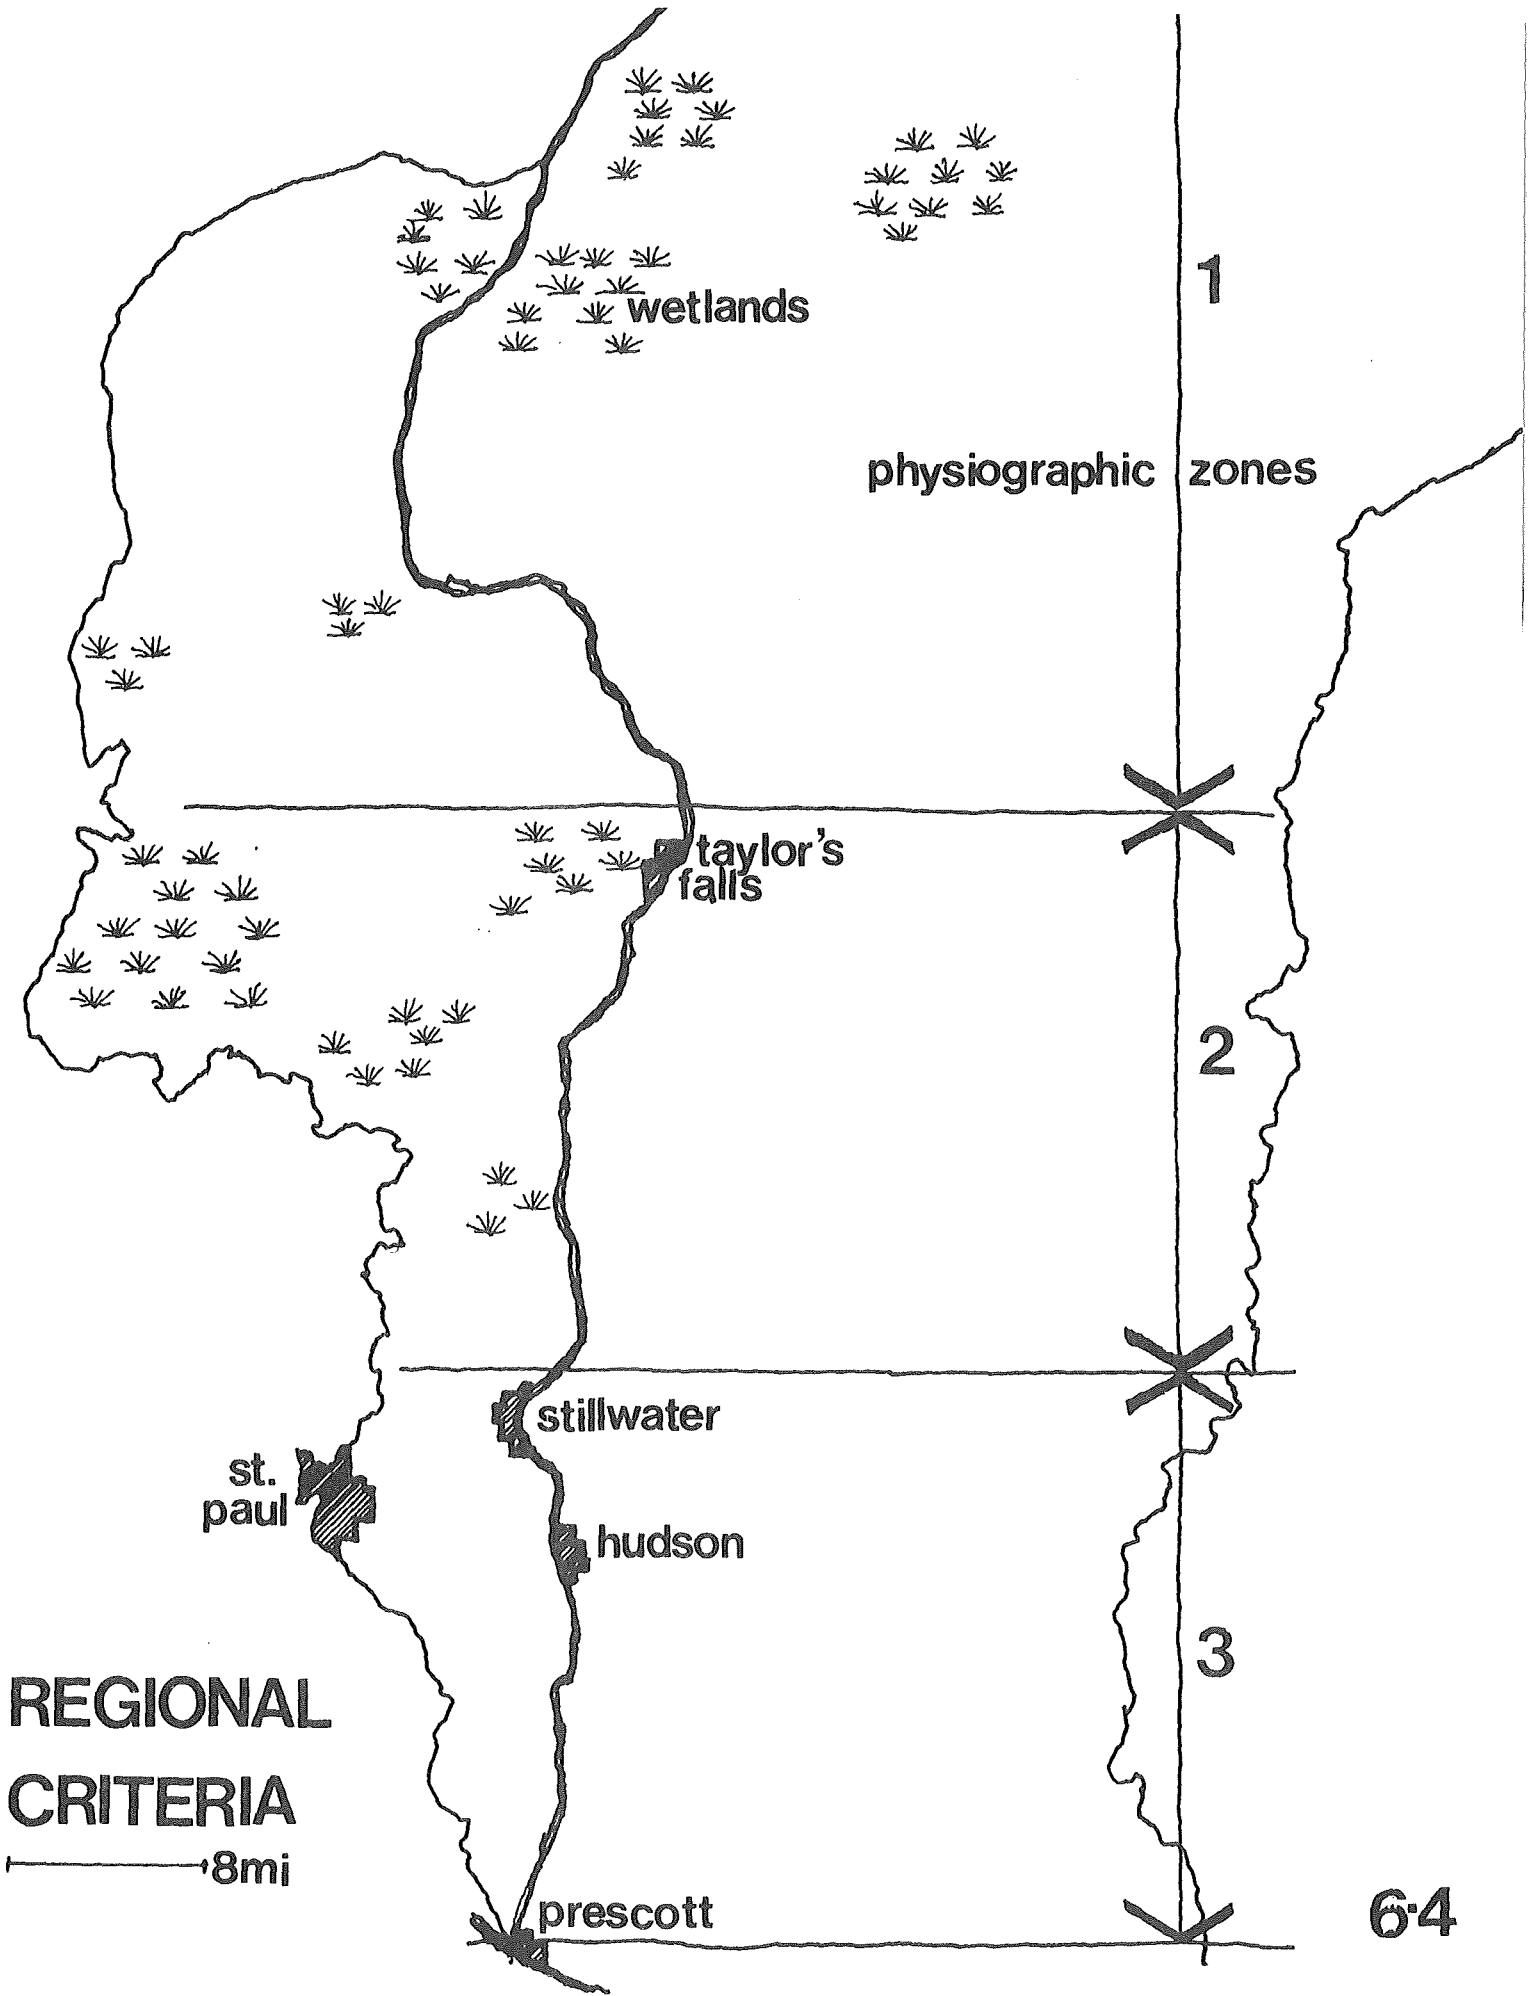 wetlands
1
physiographic zones
taylor's
falls
2
stillwater
st.
paul
hudson
3
REGIONAL
CRITERIA
8mi
prescott
6·4